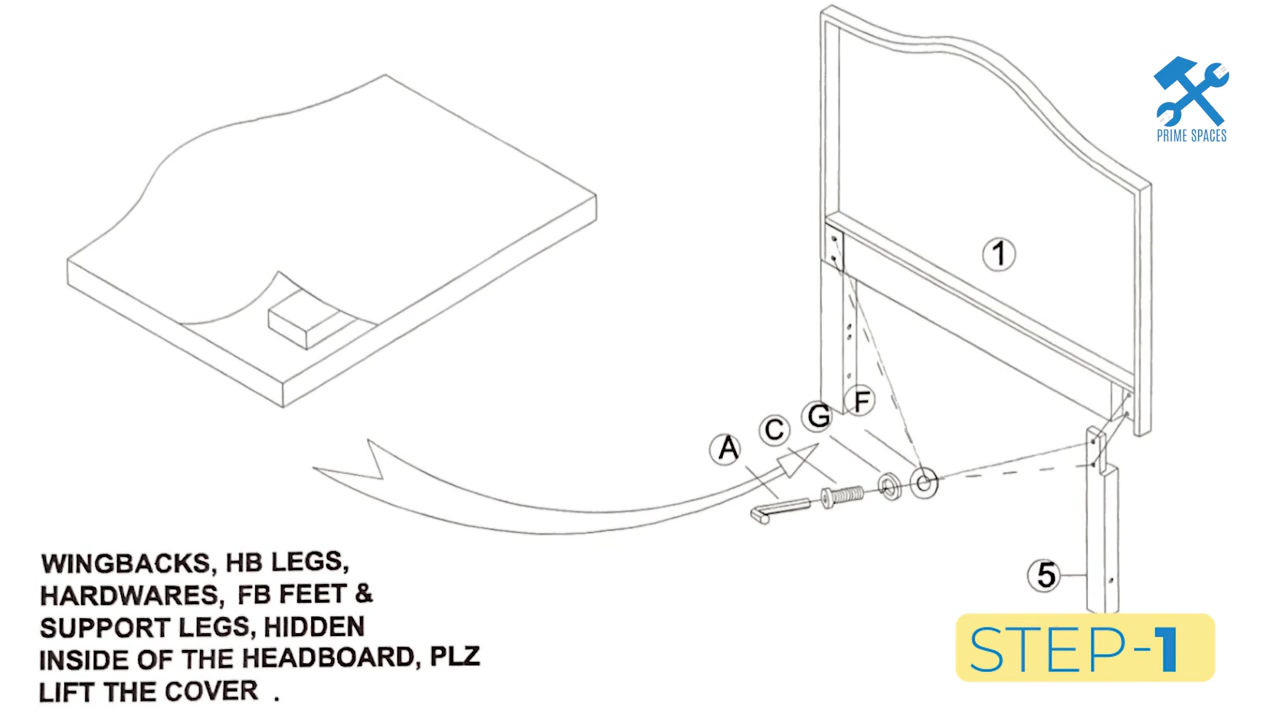 PRIME SPACES
1
F
G
C
A
5
WINGBACKS, HB LEGS,
HARDWARES, FB FEET &
SUPPORT LEGS, HIDDEN
INSIDE OF THE HEADBOARD, PLZ
LIFT THE COVER .
STEP-1